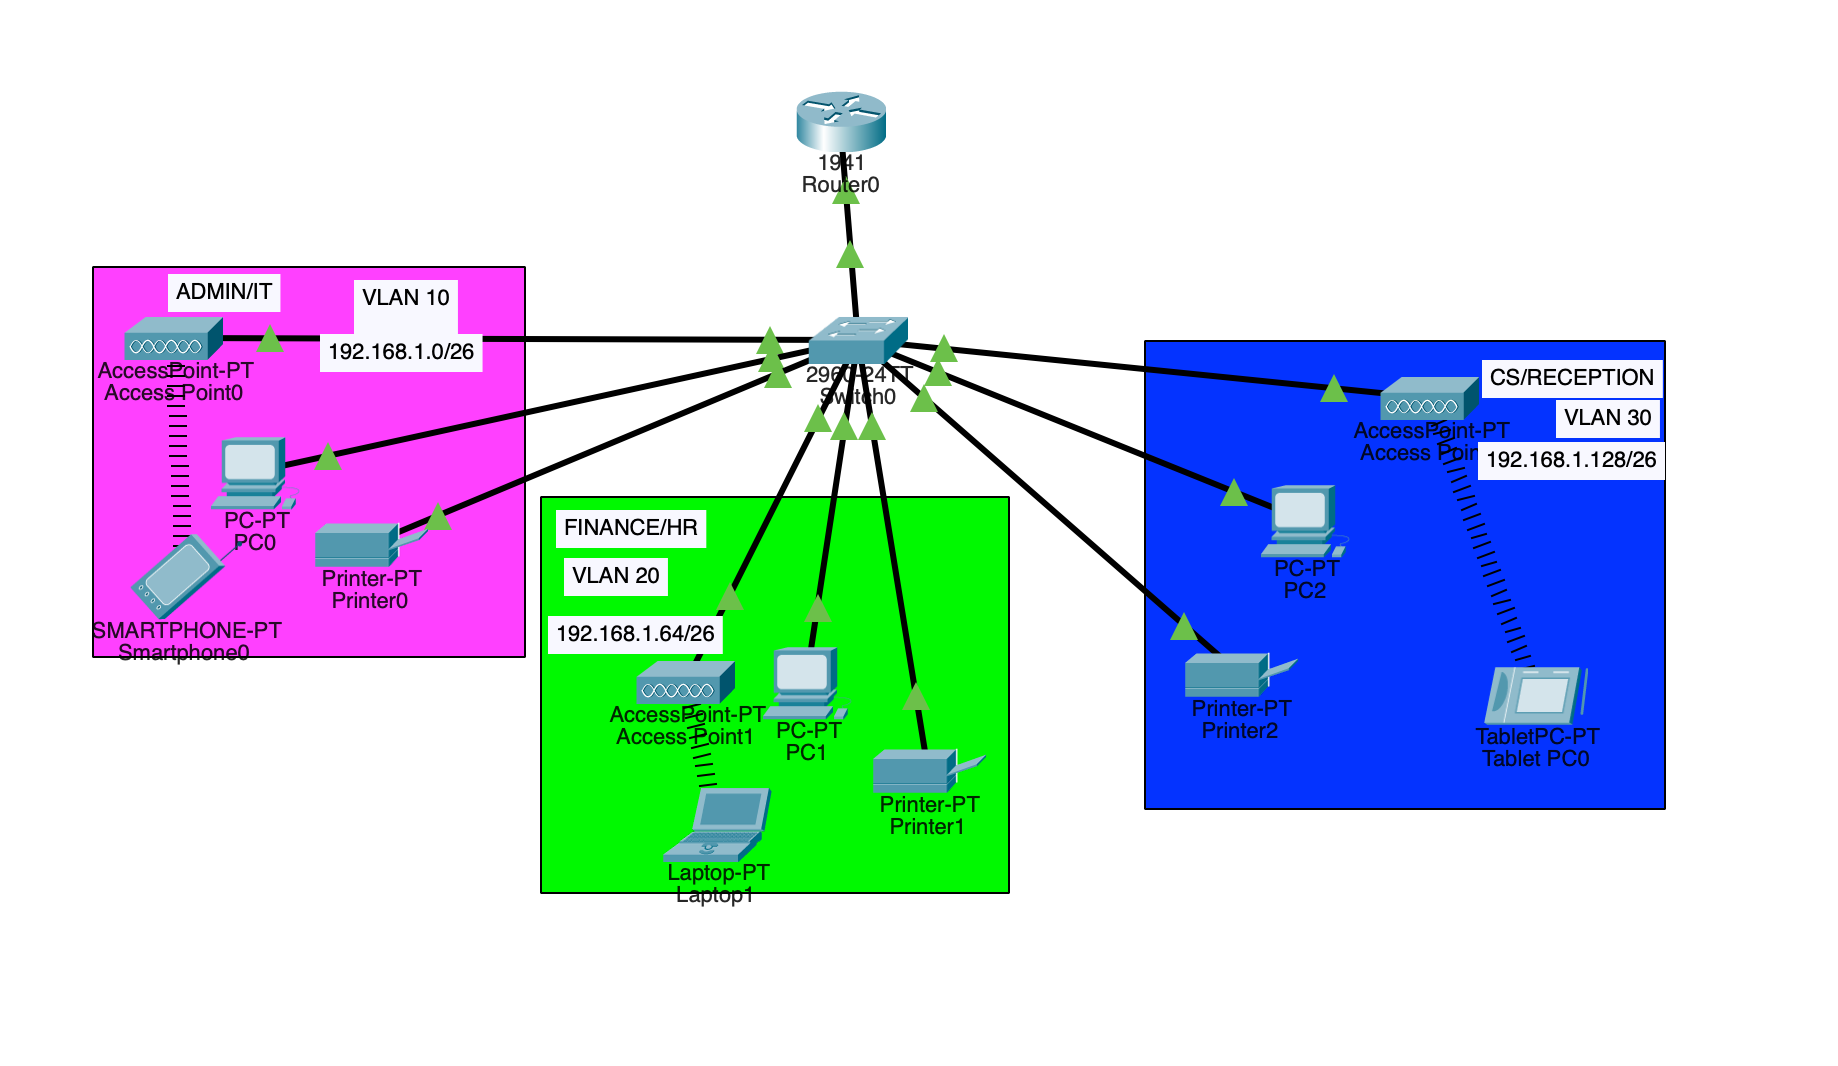 1941
Router0
ADMIN/IT
VLAN 10
192.168.1.0/26
AccessPoint-PT
Access Point0
PC-PT
PC0
Printer-PT
Printer0
SMARTPHONE-PT
Smartphone0
2960-24TT
Switch0
FINANCE/HR
VLAN 20
192.168.1.64/26
AccessPoint-PT
Access Point1
PC-PT
PC1
Printer-PT
Printer1
Laptop-PT
Laptop1
CS/RECEPTION
VLAN 30
192.168.1.128/26
AccessPoint-PT
Access
PC-PT
PC2
Printer-PT
Printer2
TabletPC-PT
Tablet PC0